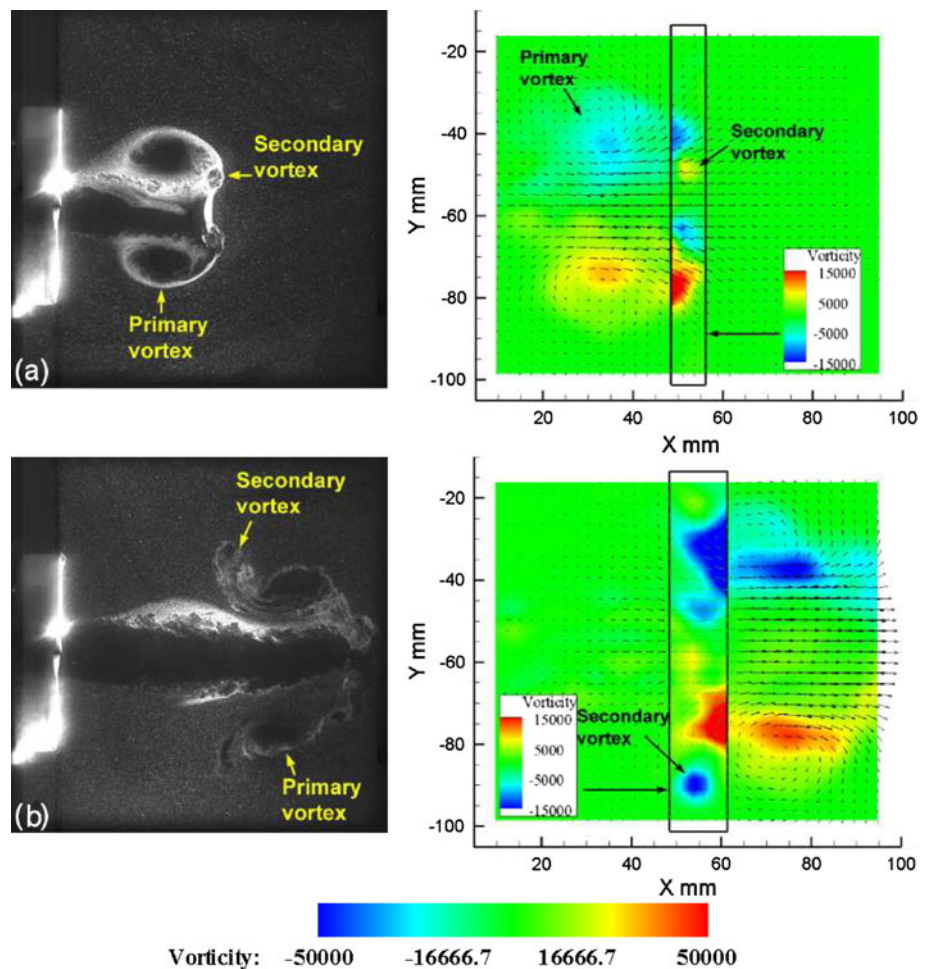 Secondary
vortex
Primary
vortex
(a)
-20
-40
-60
-80
-100
Y mm
Primary
vortex
Secondary
vortex
Vorticity
15000
5000
-5000
-15000
20
40
60
80
100
X mm
Secondary
vortex
Primary
vortex
(b)
-20
-40
-60
-80
-100
Y mm
Vorticity
15000
5000
-5000
-15000
Secondary
vortex
20
40
60
80
100
X mm
Vorticity: -50000 -16666.7 16666.7 50000